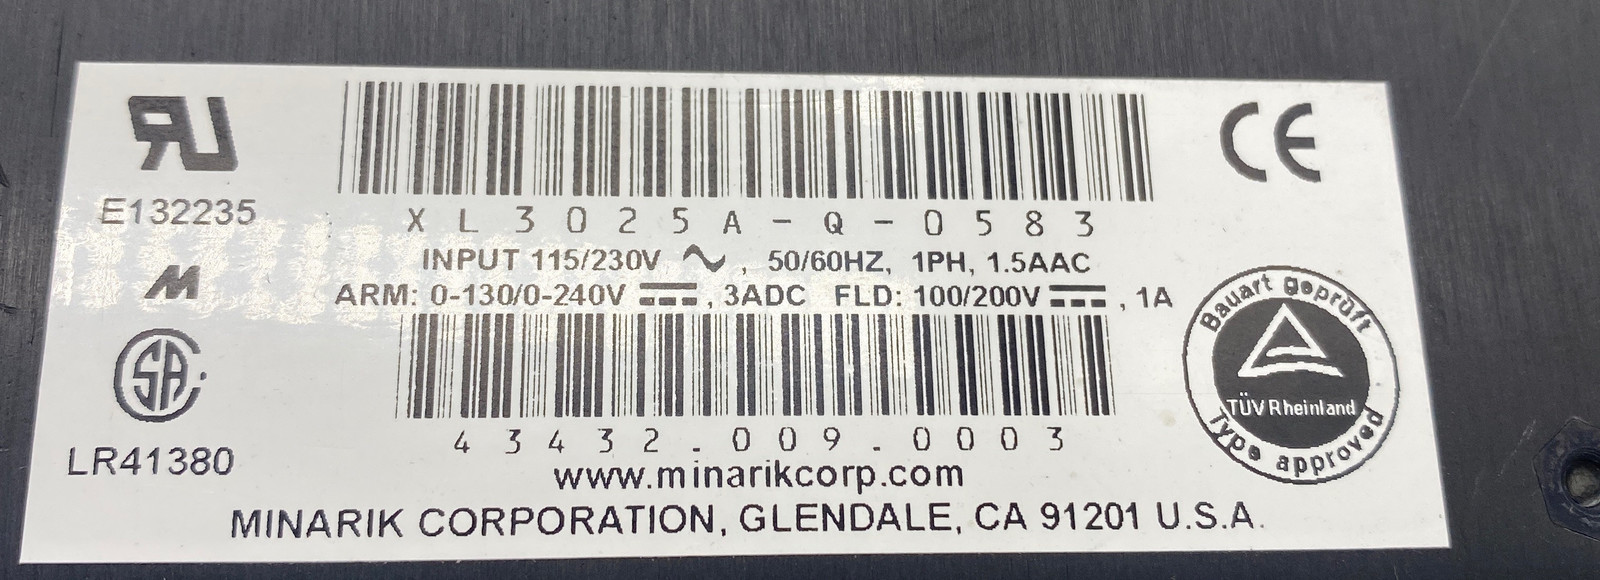 E132235
XL3025A-Q-0583
INPUT 115/230V ∿, 50/60HZ, 1PH, 1.5AAC
ARM: 0-130/0-240V ⎓, 3ADC FLD: 100/200V ⎓, 1A
M
SA
LR41380
43432.009.0003
www.minarikcorp.com
MINARIK CORPORATION, GLENDALE, CA 91201 U.S.A.
CE
Bauart geprüft
TÜVRheinland
Type approved